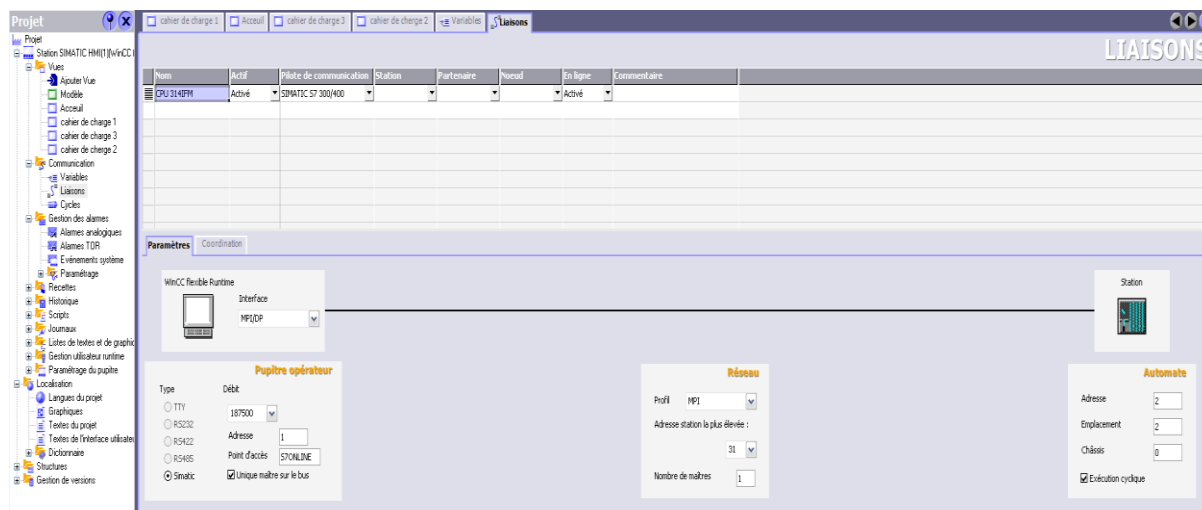 Projet
cahier de charge 1
Acceuil
cahier de charge 3
cahier de cherge 2
Variables
Liaisons
LIAISONS
Projet
Station SIMATIC HMI(1)(WinCC
Vues
Ajouter Vue
Modèle
Acceuil
cahier de charge 1
cahier de charge 3
cahier de cherge 2
Communication
Variables
Liaisons
Cycles
Gestion des alarmes
Alarmes analogiques
Alarmes TOR
Evénements système
Paramétrage
Recettes
Historique
Scripts
Journaux
Listes de textes et de graphic
Gestion utilisateur runtime
Paramétrage du pupitre
Localisation
Langues du projet
Graphiques
Textes du projet
Textes de l'interface utilisateu
Dictionnaire
Structures
Gestion de versions
Nom Actif Pilote de communication Station Partenaire Noeud En ligne Commentaire
CPU 314IFM Activé SIMATIC S7 300/400 Activé
Paramètres Coordination
WinCC flexible Runtime
Interface
MPI/DP
Station
Pupitre opérateur
Type Débit
TTY
187500
RS232
RS422
Adresse 1
RS485
Point d'accès S7ONLINE
Simatic
Unique maître sur le bus
Réseau
Profil MPI
Adresse station la plus élevée :
31
Nombre de maîtres 1
Automate
Adresse 2
Emplacement 2
Châssis 0
Exécution cyclique